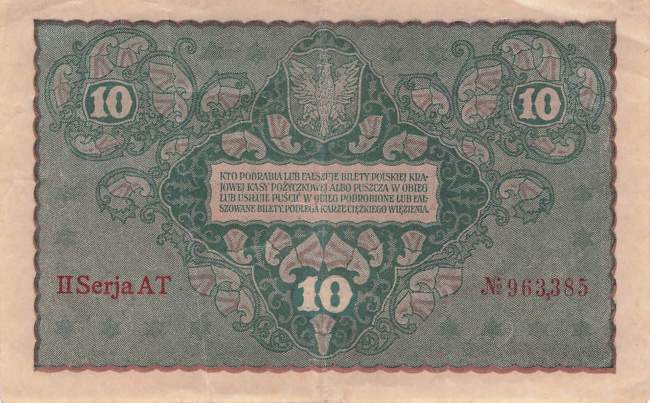 10
10
KTO PODRABIA LUB FAŁSZUJE BILETY POLSKIEJ KRA-
JOWEJ KASY POŻYCZKOWEJ ALBO PUSZCZA W OBIEG
LUB USIŁUJE PUŚCIĆ W OBIEG PODROBIONE LUB FAŁ-
SZOWANE BILETY, PODLEGA KARZE CIĘŻKIEGO WIĘZIENIA.
II Serja AT
№ 963,385
10